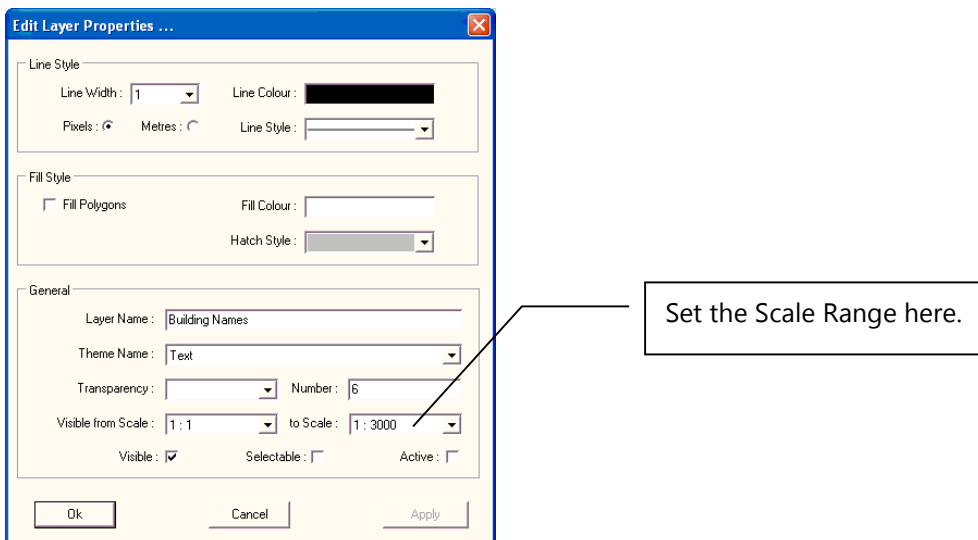 Edit Layer Properties ...
Line Style
Line Width : 1 Line Colour :
Pixels : Metres : Line Style :
Fill Style
Fill Polygons Fill Colour :
Hatch Style :
General
Layer Name : Building Names
Set the Scale Range here.
Theme Name : Text
Transparency : Number : 6
Visible from Scale : 1 : 1 to Scale : 1 : 3000
Visible : Selectable : Active :
Ok Cancel Apply